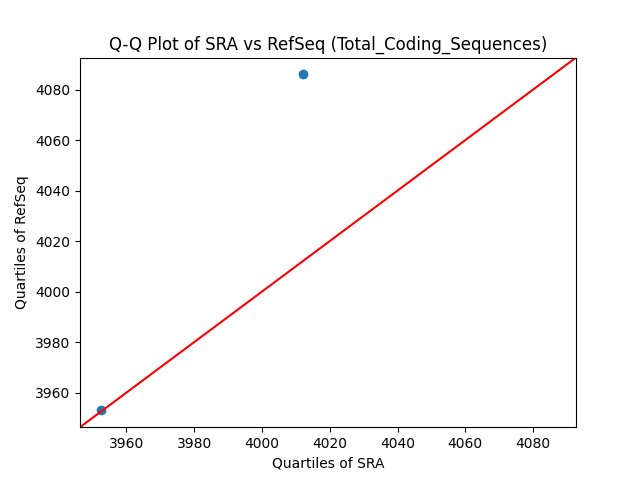 Q-Q Plot of SRA vs RefSeq (Total_Coding_Sequences)
Quartiles of RefSeq
4080
4060
4040
4020
4000
3980
3960
3960 3980 4000 4020 4040 4060 4080
Quartiles of SRA